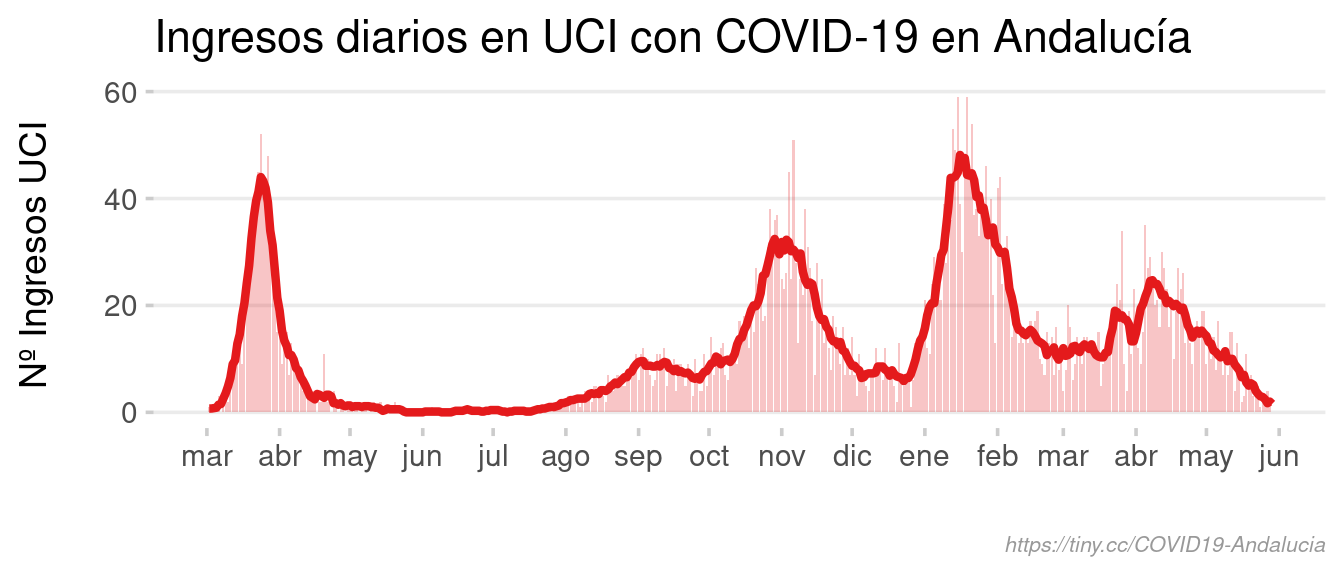 Ingresos diarios en UCI con COVID-19 en Andalucía
Nº Ingresos UCI
60
40
20
0
mar abr may jun jul ago sep oct nov dic ene feb mar abr may jun
https://tiny.cc/COVID19-Andalucia